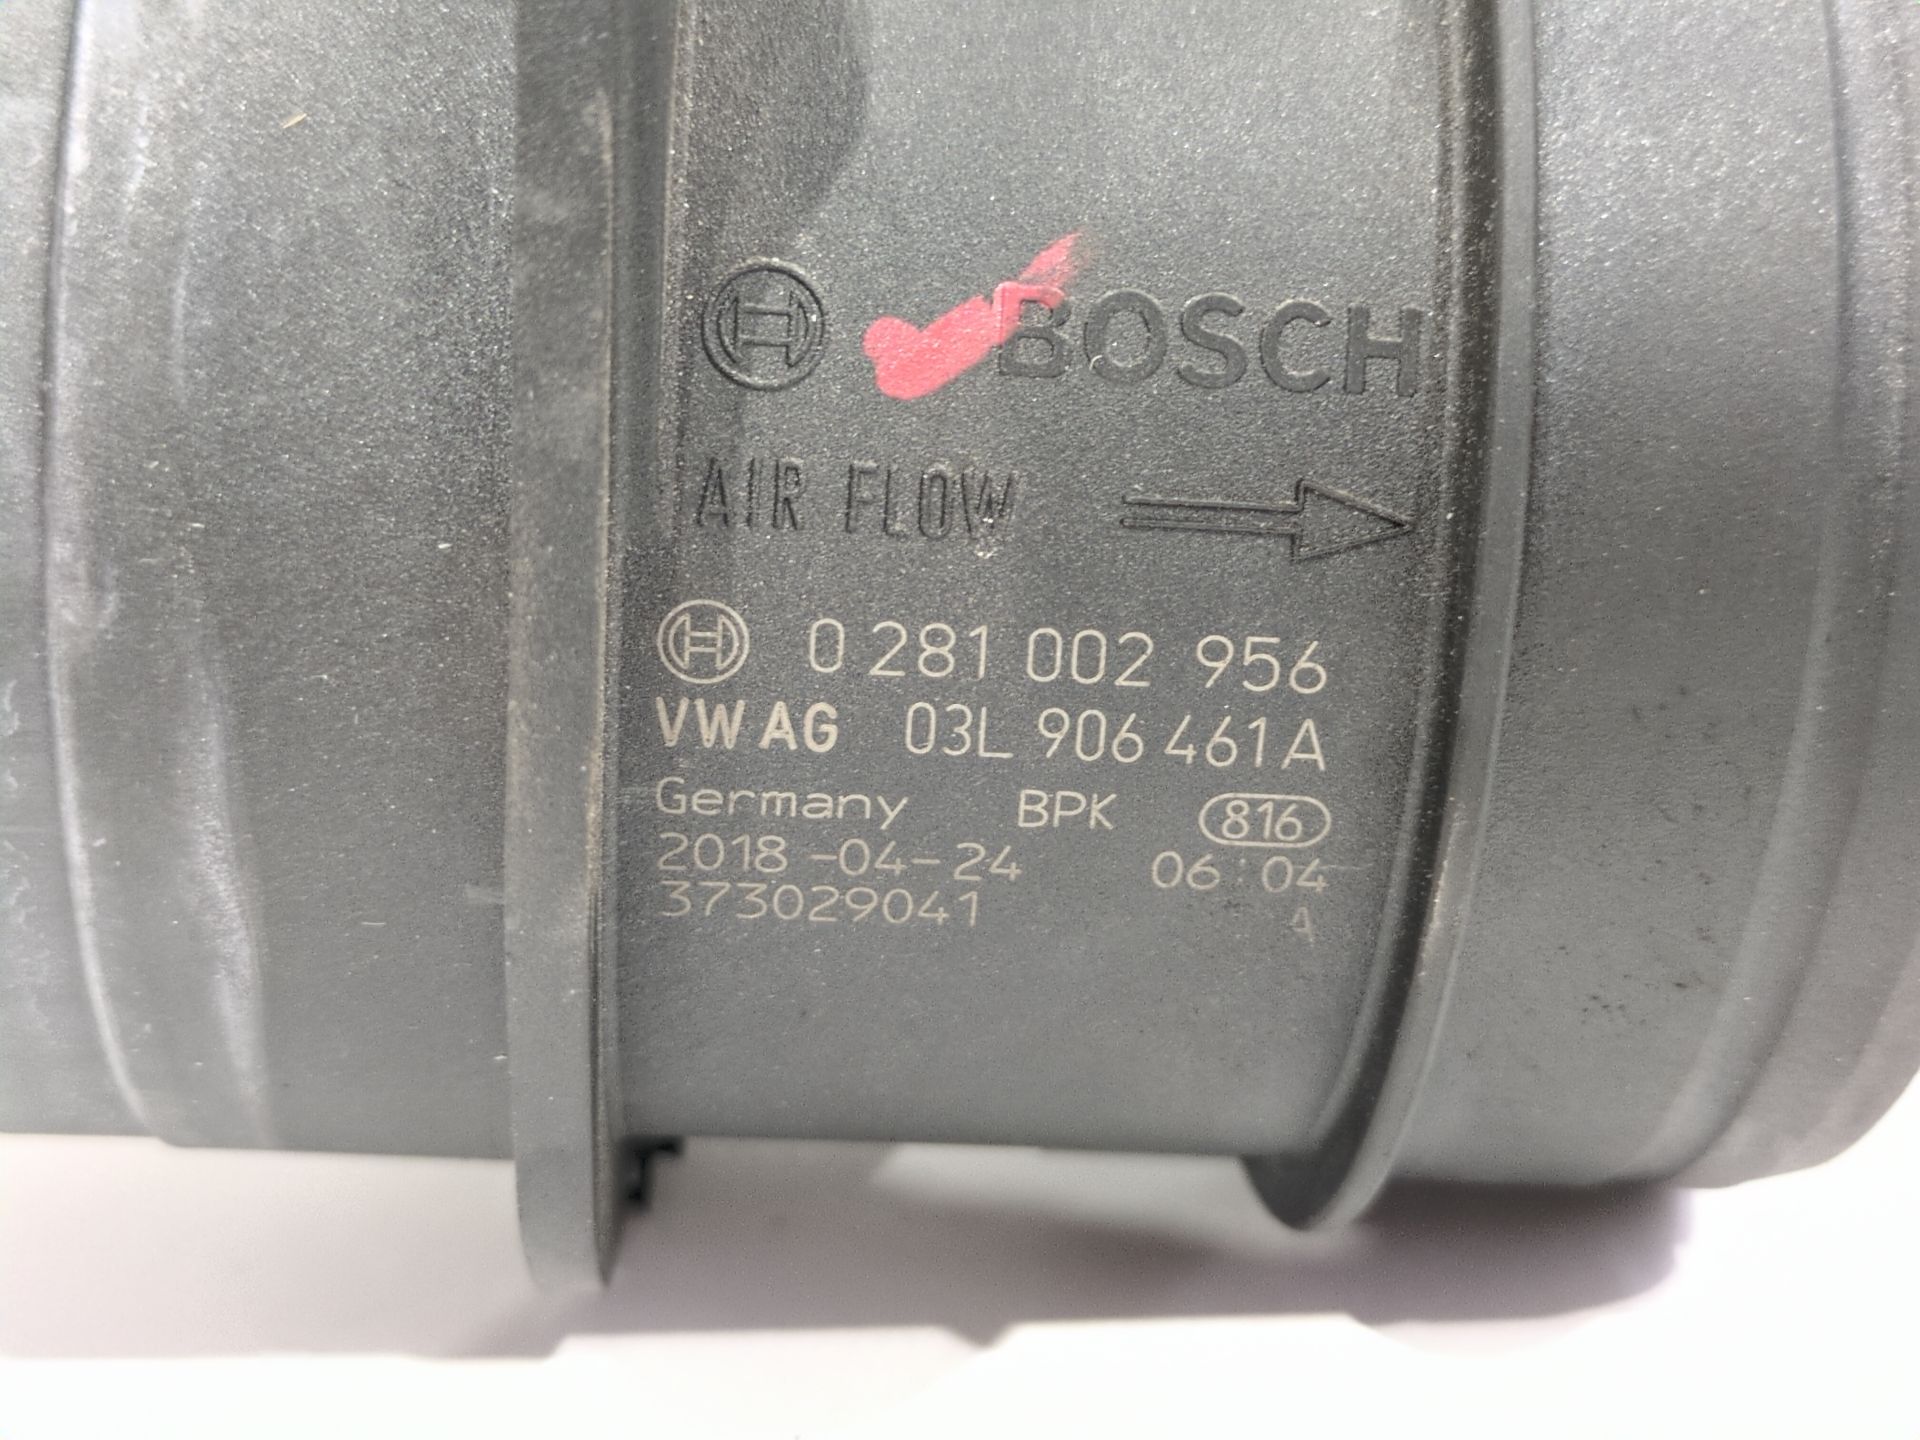 BOSCH
AIR FLOW
0 281 002 956
VW AG 03L 906 461 A
Germany BPK 816
2018-04-24 06:04
373029041 A